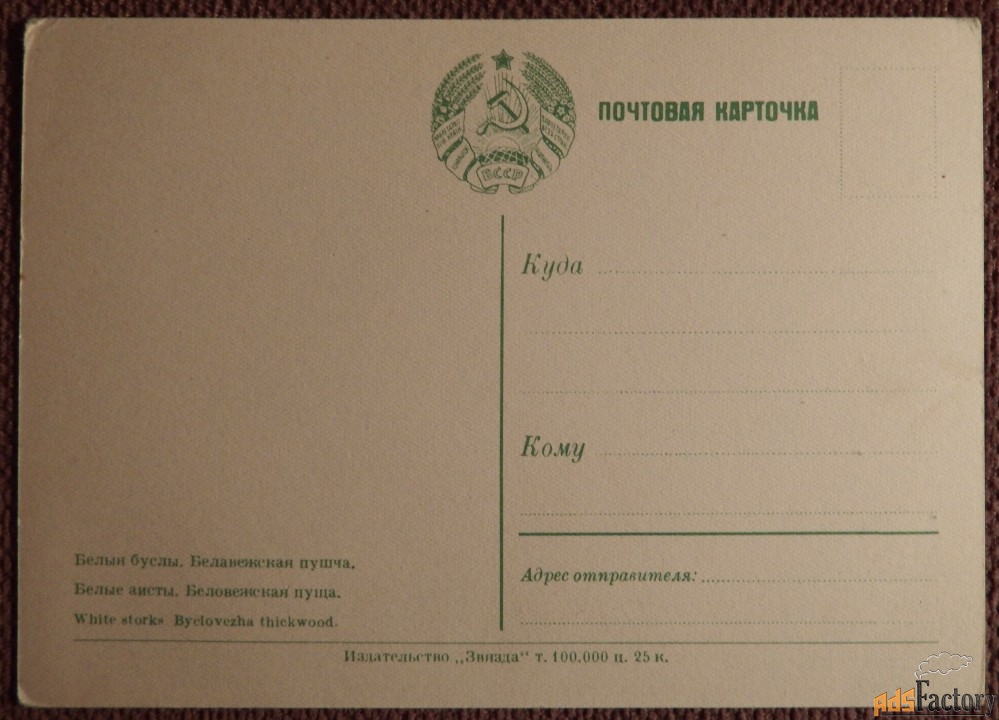 БССР
ПОЧТОВАЯ КАРТОЧКА
Куда
Кому
Белыи буслы. Белавежская пушча.
Белые аисты. Беловежская пуща.
White storks Byelovezha thickwood.
Адрес отправителя:
Издательство „Звязда“ т. 100.000 ц. 25 к.
AdsFactory